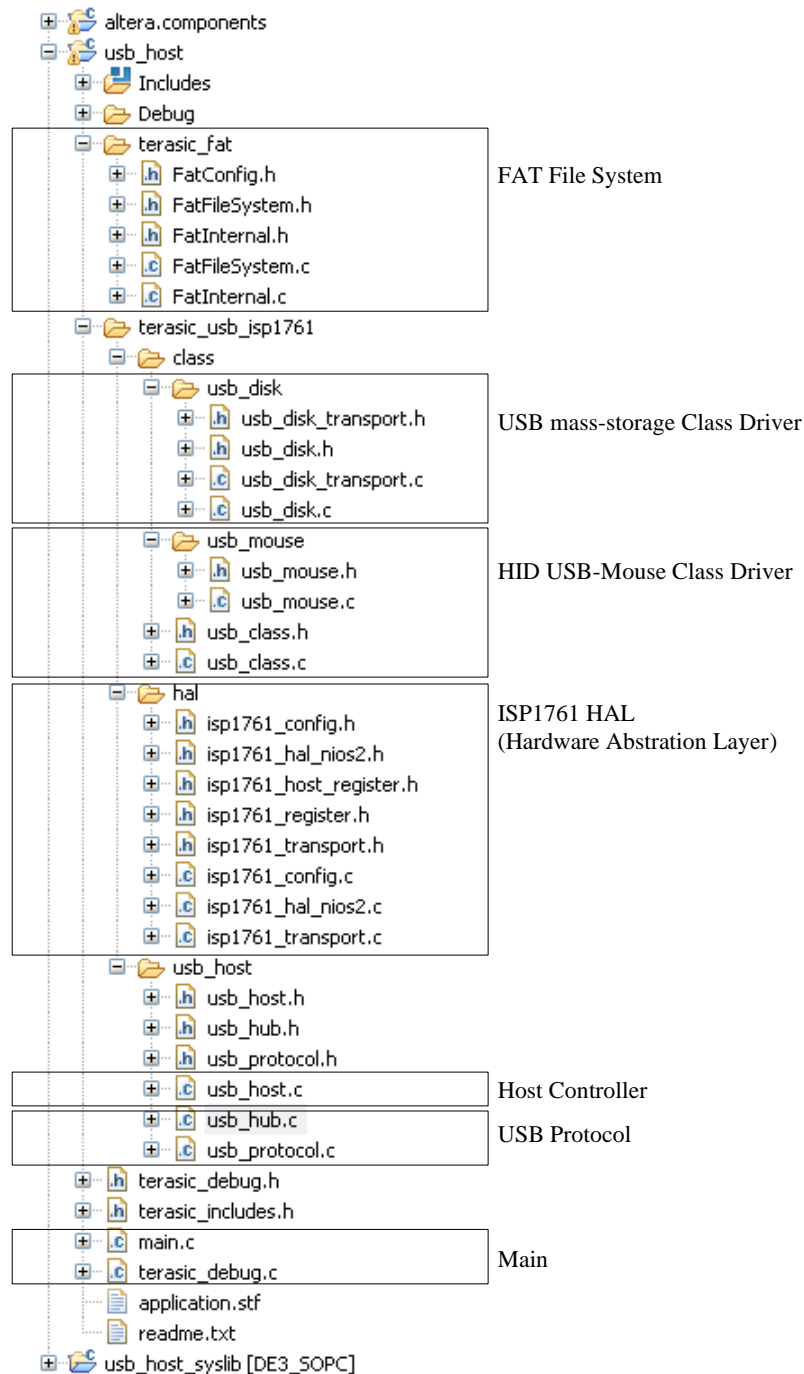 altera.components
usb_host
Includes
Debug
terasic_fat
.h FatConfig.h
FAT File System
.h FatFileSystem.h
.h FatInternal.h
.c FatFileSystem.c
.c FatInternal.c
terasic_usb_isp1761
class
usb_disk
.h usb_disk_transport.h
USB mass-storage Class Driver
.h usb_disk.h
.c usb_disk_transport.c
.c usb_disk.c
usb_mouse
.h usb_mouse.h
HID USB-Mouse Class Driver
.c usb_mouse.c
.h usb_class.h
.c usb_class.c
hal
ISP1761 HAL
.h isp1761_config.h
(Hardware Abstration Layer)
.h isp1761_hal_nios2.h
.h isp1761_host_register.h
.h isp1761_register.h
.h isp1761_transport.h
.c isp1761_config.c
.c isp1761_hal_nios2.c
.c isp1761_transport.c
usb_host
.h usb_host.h
.h usb_hub.h
.h usb_protocol.h
.c usb_host.c
Host Controller
.c usb_hub.c
USB Protocol
.c usb_protocol.c
.h terasic_debug.h
.h terasic_includes.h
.c main.c
Main
.c terasic_debug.c
application.stf
readme.txt
usb_host_syslib [DE3_SOPC]